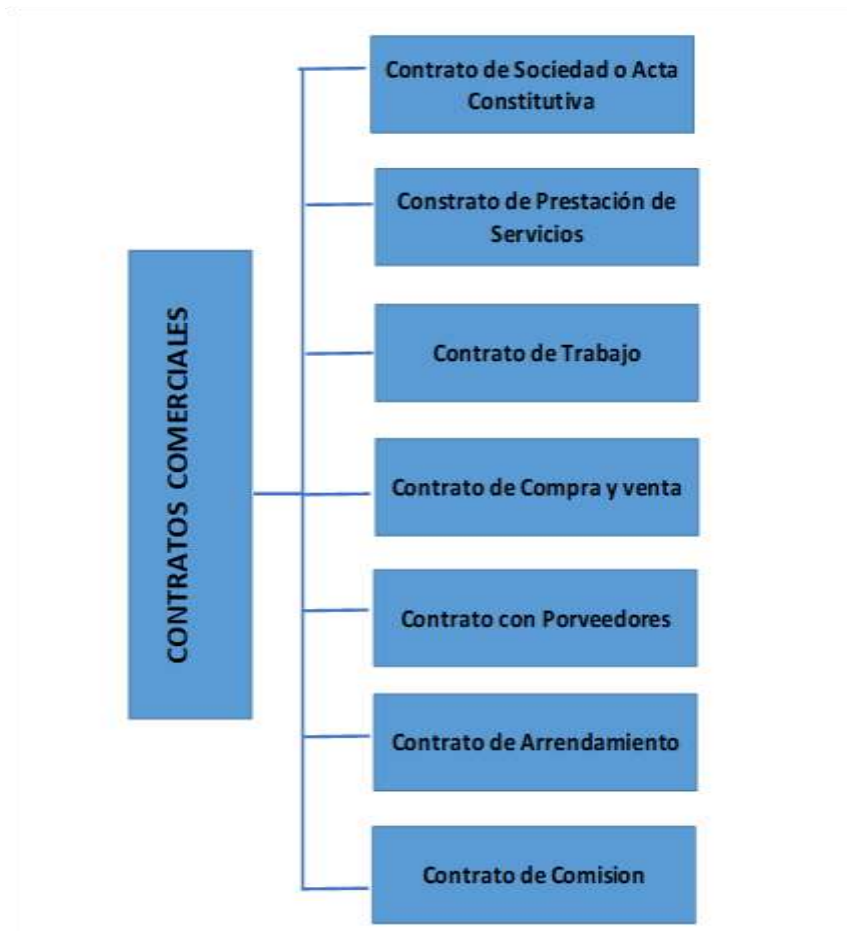 CONTRATOS COMERCIALES
Contrato de Sociedad o Acta
Constitutiva
Constrato de Prestación de
Servicios
Contrato de Trabajo
Contrato de Compra y venta
Contrato con Porveedores
Contrato de Arrendamiento
Contrato de Comision